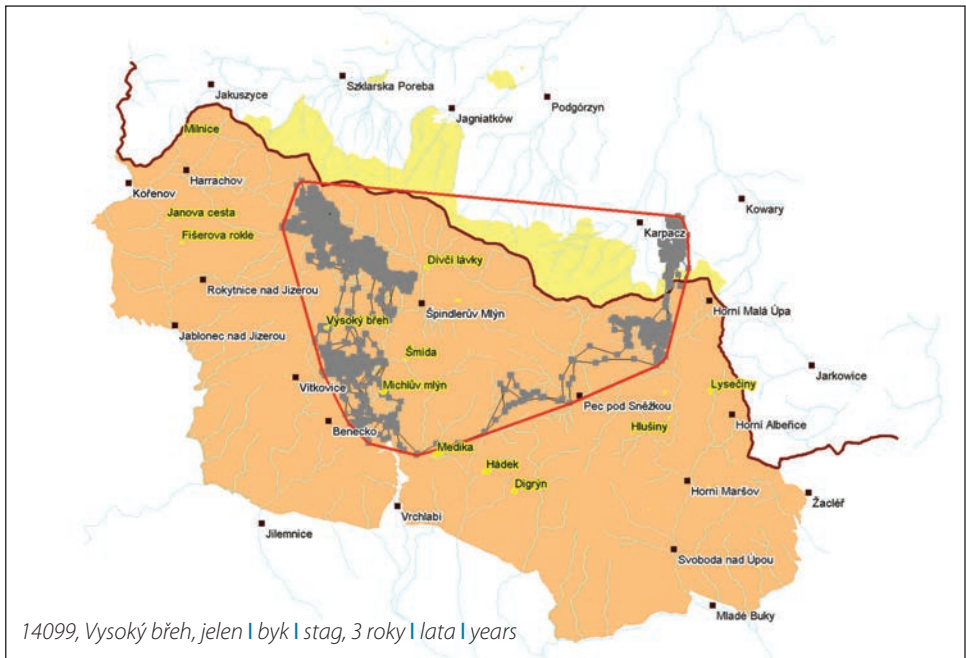 Szklarska Poreba
Jakuszyce
Podgórzyn
Jagniatków
Milnice
Harrachov
Kořenov
Kowary
Janova cesta
Karpacz
Fišerova rokle
Dívčí lávky
Rokytnice nad Jizerou
Špindlerův Mlýn
Horní Malá Úpa
Vysoký břeh
Jablonec nad Jizerou
Šmída
Jarkowice
Vítkovice
Michlův mlýn
Lysečiny
Pec pod Sněžkou
Benecko
Hlušiny
Horní Albeřice
Medika
Hádek
Horní Maršov
Digrýn
Žacléř
Vrchlabí
Jilemnice
Svoboda nad Úpou
Mladé Buky
14099, Vysoký břeh, jelen I byk I stag, 3 roky I lata I years